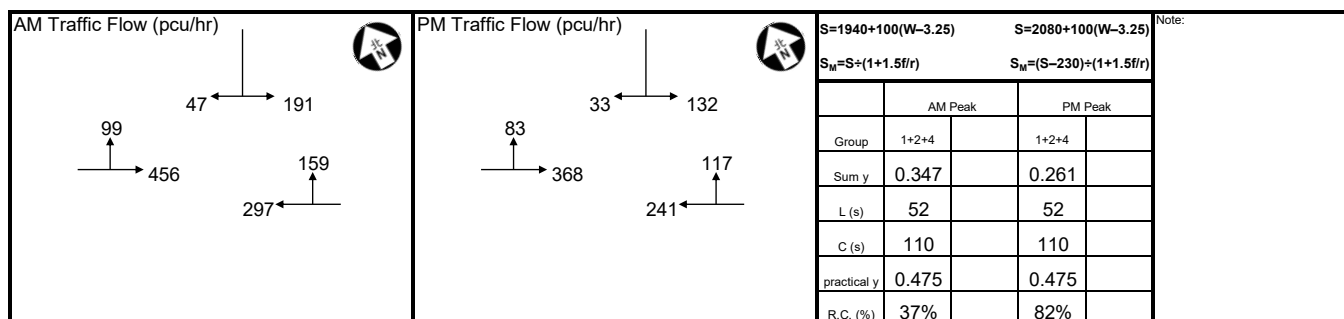 AM Traffic Flow (pcu/hr)
北
N
47
191
99
456
159
297
PM Traffic Flow (pcu/hr)
北
N
33
132
83
368
117
241
S=1940+100(W–3.25) S=2080+100(W–3.25)
SM=S÷(1+1.5f/r) SM=(S–230)÷(1+1.5f/r)
AM Peak PM Peak
Group 1+2+4 1+2+4
Sum y 0.347 0.261
L (s) 52 52
C (s) 110 110
practical y 0.475 0.475
R.C. (%) 37% 82%
Note: